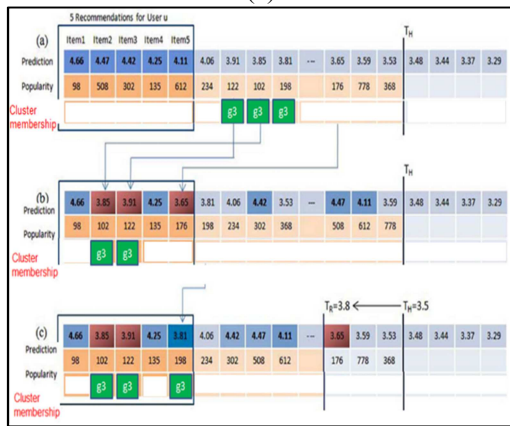 5 Recommendations for User u
Item1 Item2 Item3 Item4 Item5
(a) T_H
Prediction 4.66 4.47 4.42 4.25 4.11 4.06 3.91 3.85 3.81 --- 3.65 3.59 3.53 3.48 3.44 3.37 3.29
Popularity 98 508 302 135 612 234 122 102 198 176 778 368
Cluster membership g3 g3 g3
(b) T_H
Prediction 4.66 3.85 3.91 4.25 3.65 3.81 4.06 4.42 3.53 --- 4.47 4.11 3.59 3.48 3.44 3.37 3.29
Popularity 98 102 122 135 176 198 234 302 368 508 612 778
Cluster membership g3 g3
T_R=3.8 T_H=3.5
(c)
Prediction 4.66 3.85 3.91 4.25 3.81 4.06 4.42 4.47 4.11 --- 3.65 3.59 3.53 3.48 3.44 3.37 3.29
Popularity 98 102 122 135 198 234 302 508 612 176 778 368
Cluster membership g3 g3 g3